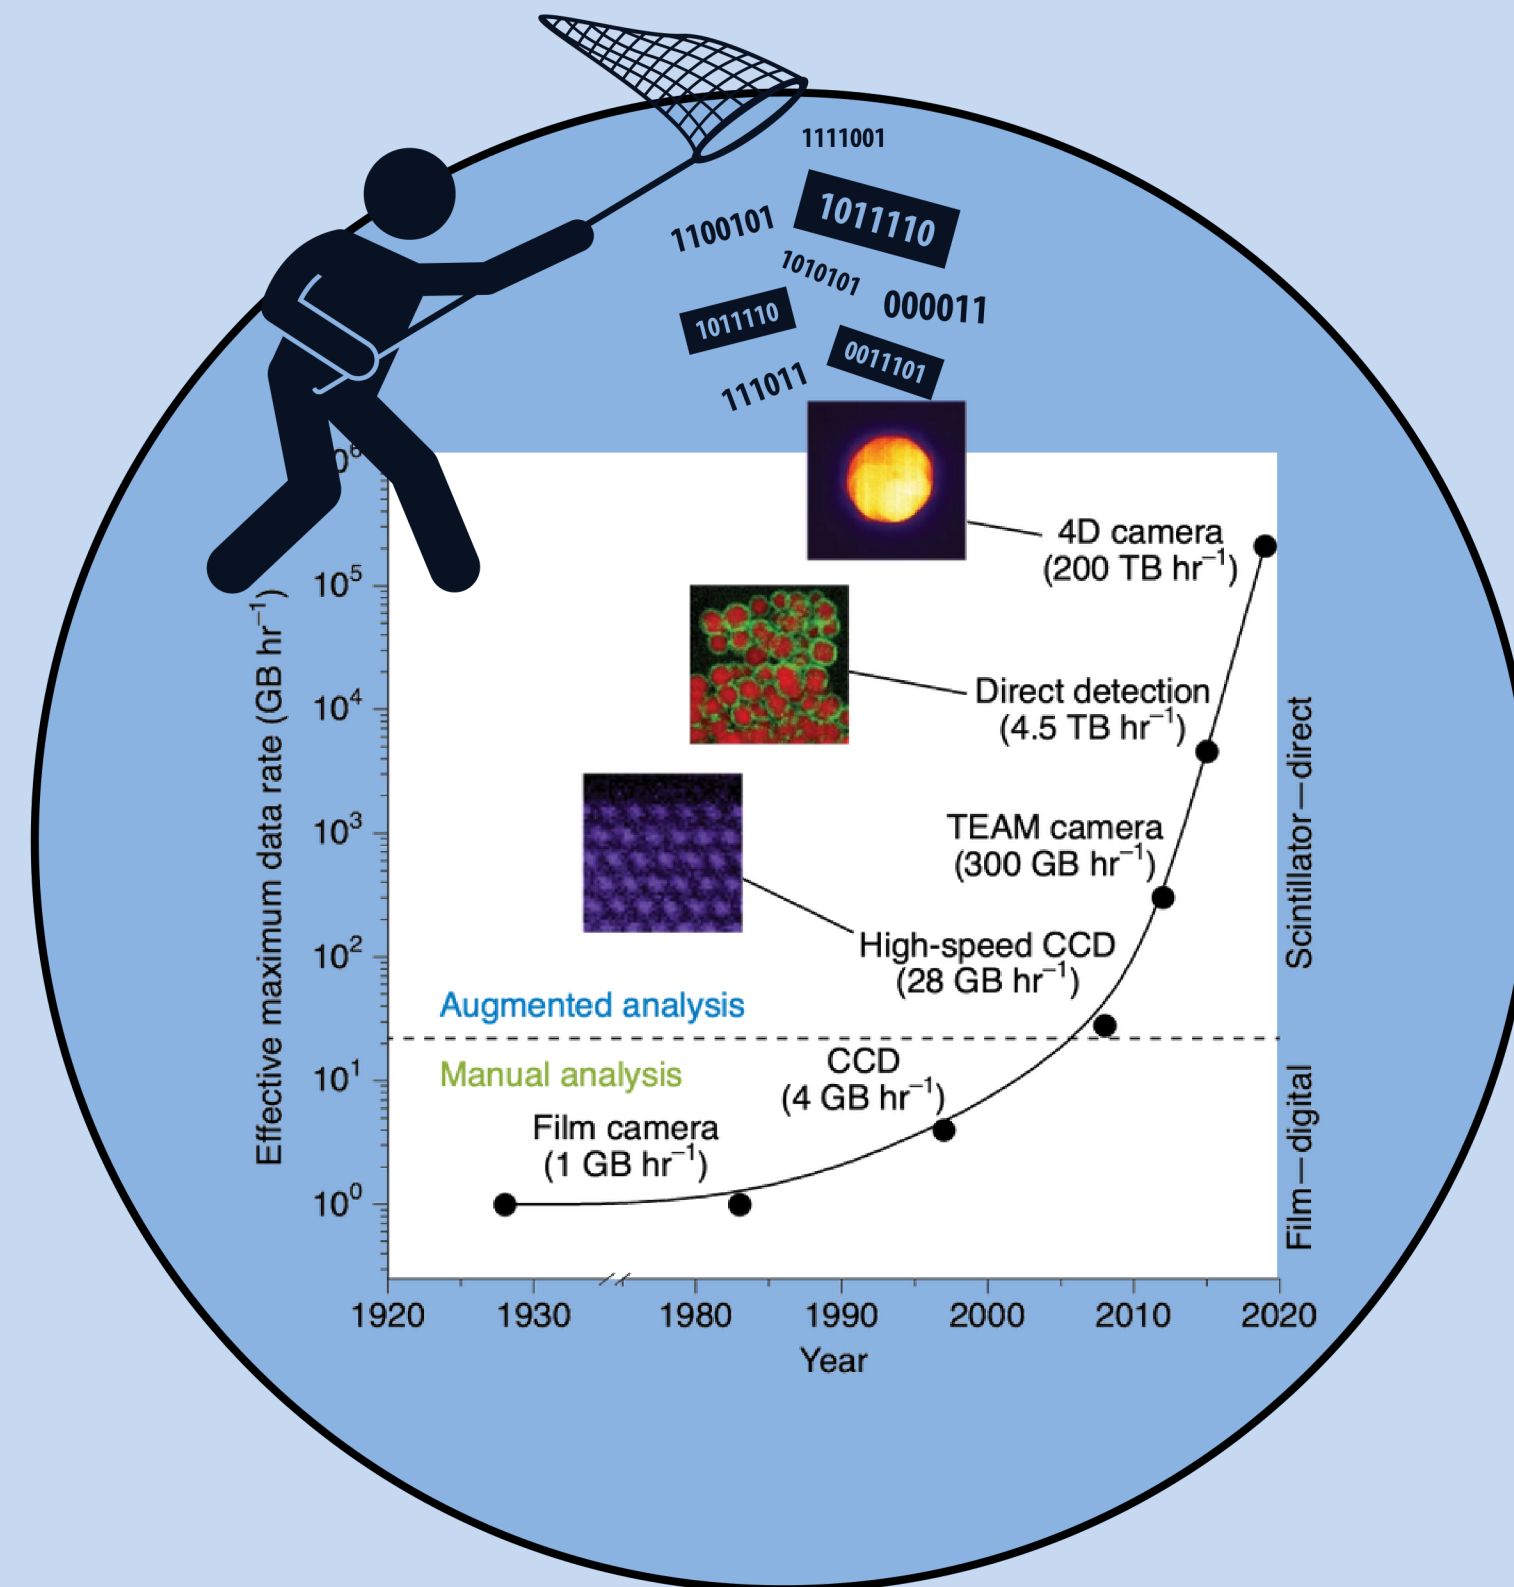 1111001
1011110
1100101
1010101
000011
1011110
0011101
111011
0⁶
4D camera
(200 TB hr⁻¹)
10⁵
Direct detection
(4.5 TB hr⁻¹)
10⁴
TEAM camera
(300 GB hr⁻¹)
10³
High-speed CCD
(28 GB hr⁻¹)
10²
Augmented analysis
Manual analysis
CCD
(4 GB hr⁻¹)
10¹
Film camera
(1 GB hr⁻¹)
10⁰
Effective maximum data rate (GB hr⁻¹)
Scintillator—direct
Film—digital
1920 1930 1980 1990 2000 2010 2020
Year